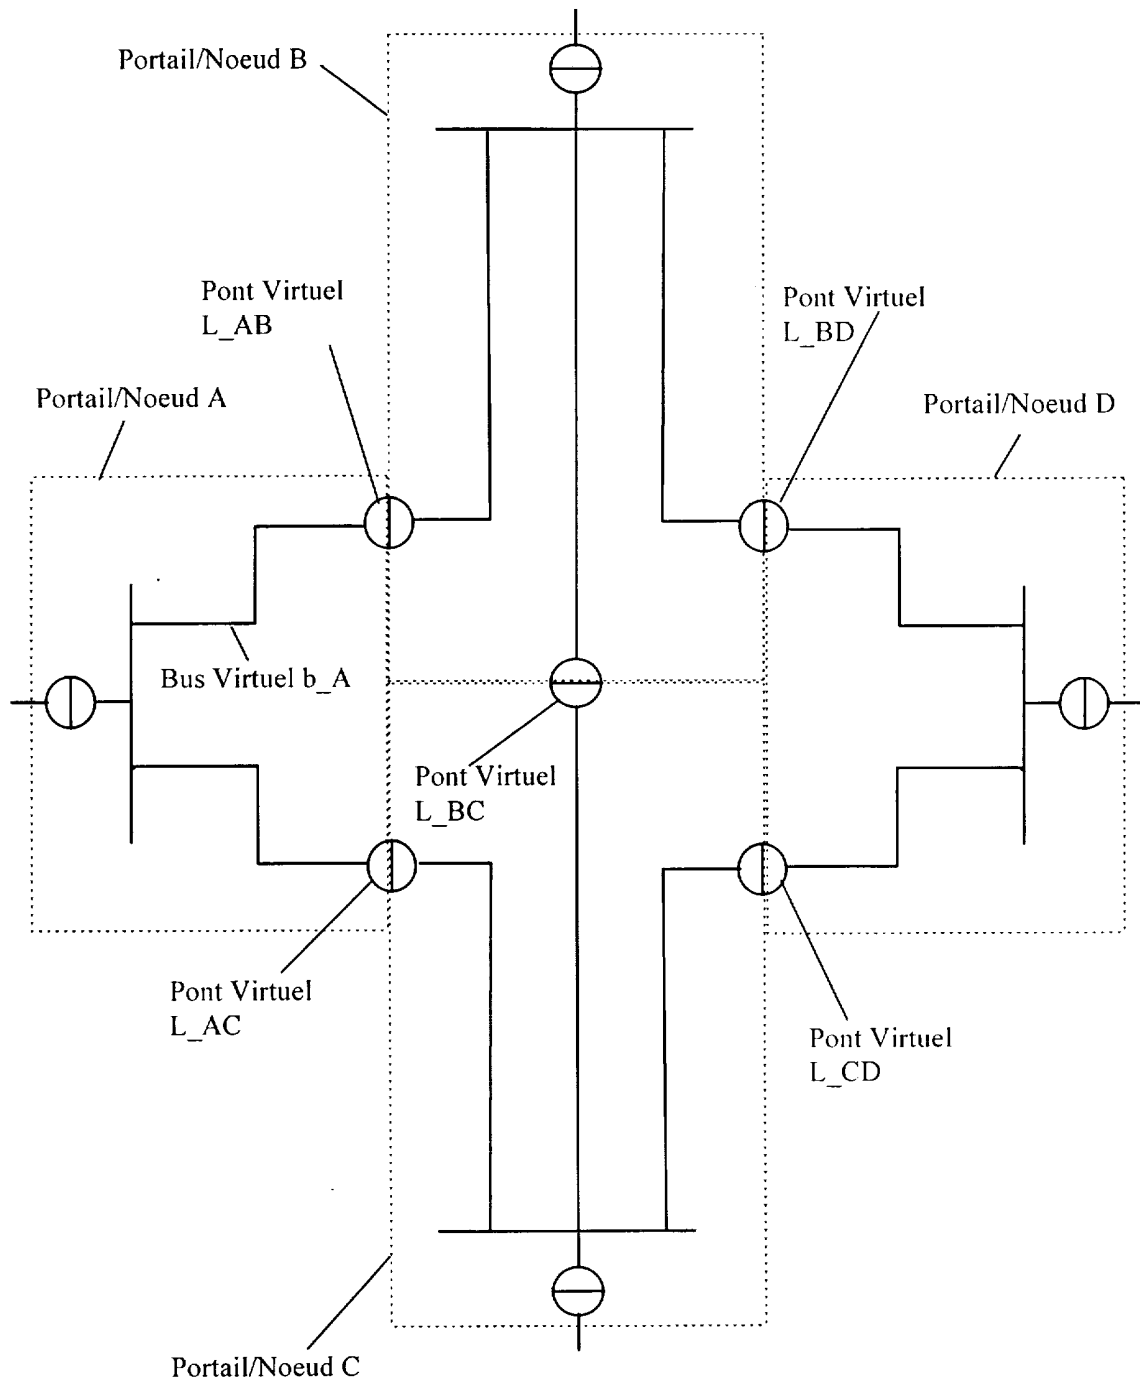 Portail/Noeud B
Pont Virtuel
L_AB
Pont Virtuel
L_BD
Portail/Noeud A
Portail/Noeud D
Bus Virtuel b_A
Pont Virtuel
L_BC
Pont Virtuel
L_AC
Pont Virtuel
L_CD
Portail/Noeud C